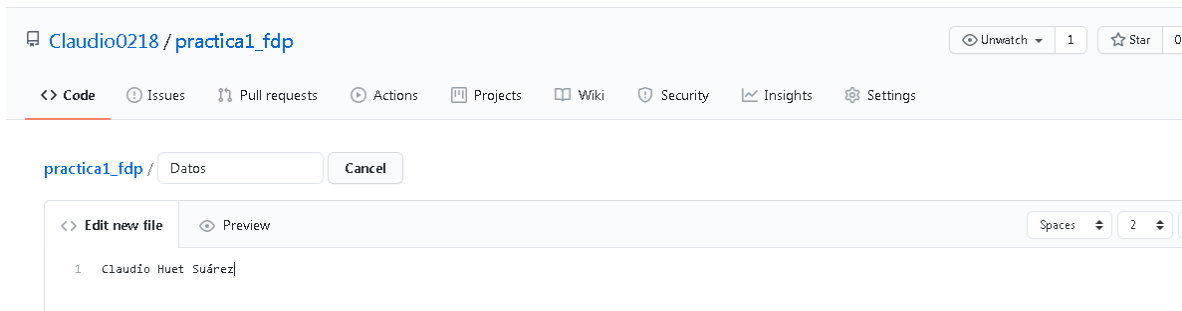 Claudio0218 / practica1_fdp
Unwatch 1 Star 0
Code Issues Pull requests Actions Projects Wiki Security Insights Settings
practica1_fdp / Datos Cancel
<> Edit new file Preview Spaces 2
1 Claudio Huet Suárez